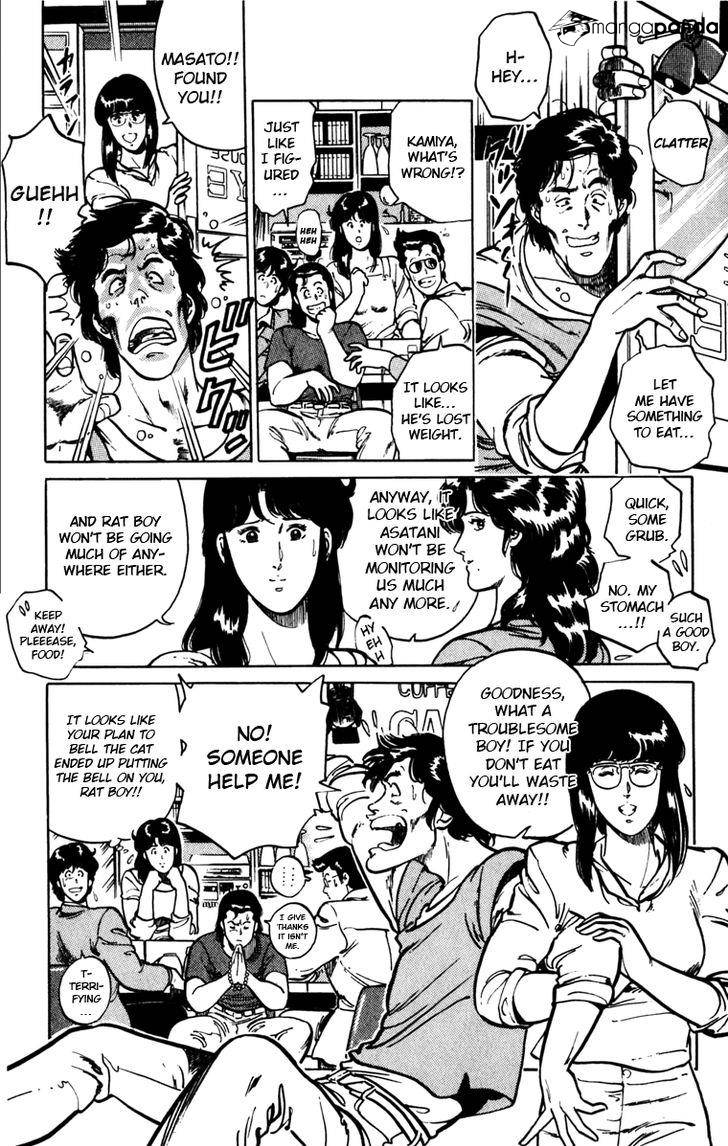 mangapanda
H-
HEY...
CLATTER
LET
ME HAVE
SOMETHING
TO EAT...
KAMIYA,
WHAT'S
WRONG!?
JUST
LIKE
I FIG-
URED
...
HEH
HEH
IT LOOKS
LIKE...
HE'S LOST
WEIGHT.
MASATO!!
FOUND
YOU!!
GUEHH
!!
ビクッ
QUICK,
SOME
GRUB.
NO. MY
STOMACH
...!!
SUCH
A GOOD
BOY.
ANYWAY, IT
LOOKS LIKE
ASATANI
WON'T BE
MONITORING
US MUCH
ANY MORE.
HY
EH
H
AND RAT BOY
WON'T BE GOING
MUCH OF ANY-
WHERE EITHER.
KEEP
AWAY!
PLEEEASE,
FOOD!
GOODNESS,
WHAT A
TROUBLESOME
BOY! IF YOU
DON'T EAT
YOU'LL WASTE
AWAY!!
NO!
SOMEONE
HELP ME!
IT LOOKS LIKE
YOUR PLAN TO
BELL THE CAT
ENDED UP PUTTING
THE BELL ON YOU,
RAT BOY!!
....
I GIVE
THANKS
IT ISN'T
ME.
T-
TERRI-
FYING
...